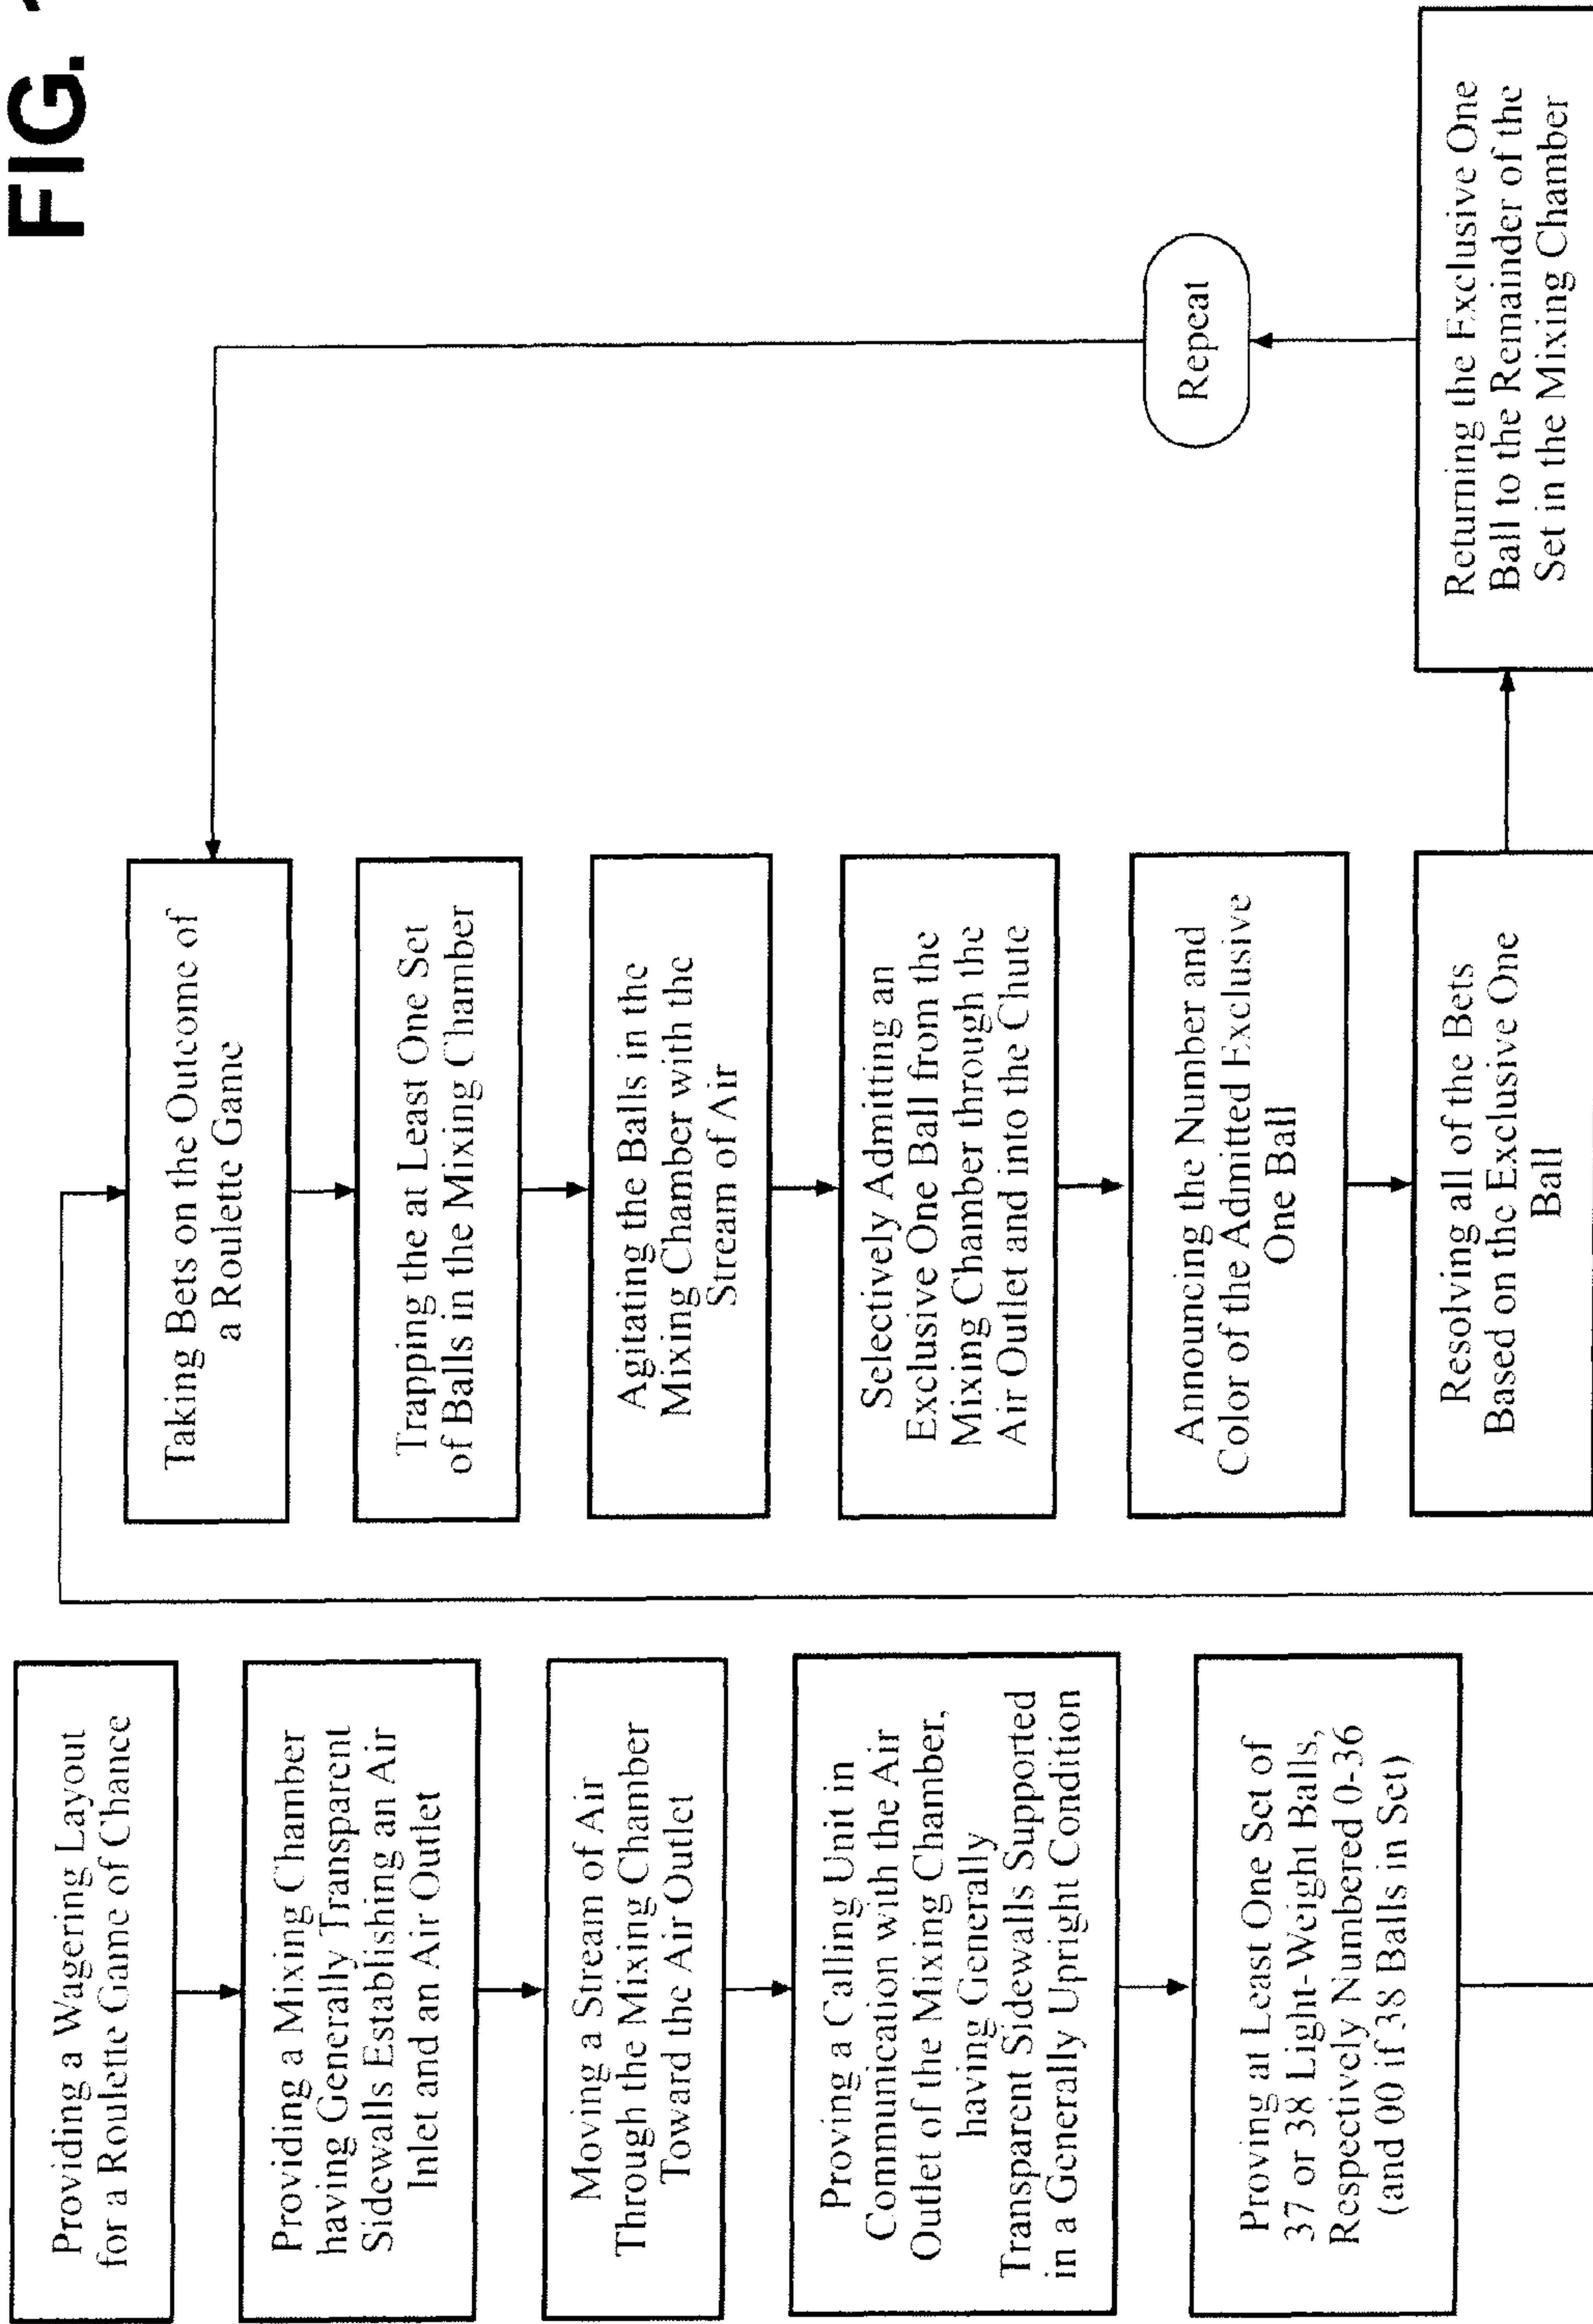 FIG.
Providing a Wagering Layout
for a Roulette Game of Chance
Providing a Mixing Chamber
having Generally Transparent
Sidewalls Establishing an Air
Inlet and an Air Outlet
Moving a Stream of Air
Through the Mixing Chamber
Toward the Air Outlet
Proving a Calling Unit in
Communication with the Air
Outlet of the Mixing Chamber,
having Generally
Transparent Sidewalls Supported
in a Generally Upright Condition
Proving at Least One Set of
37 or 38 Light-Weight Balls,
Respectively Numbered 0-36
(and 00 if 38 Balls in Set)
Taking Bets on the Outcome of
a Roulette Game
Trapping the at Least One Set
of Balls in the Mixing Chamber
Agitating the Balls in the
Mixing Chamber with the
Stream of Air
Selectively Admitting an
Exclusive One Ball from the
Mixing Chamber through the
Air Outlet and into the Chute
Announcing the Number and
Color of the Admitted Exclusive
One Ball
Resolving all of the Bets
Based on the Exclusive One
Ball
Returning the Exclusive One
Ball to the Remainder of the
Set in the Mixing Chamber
Repeat